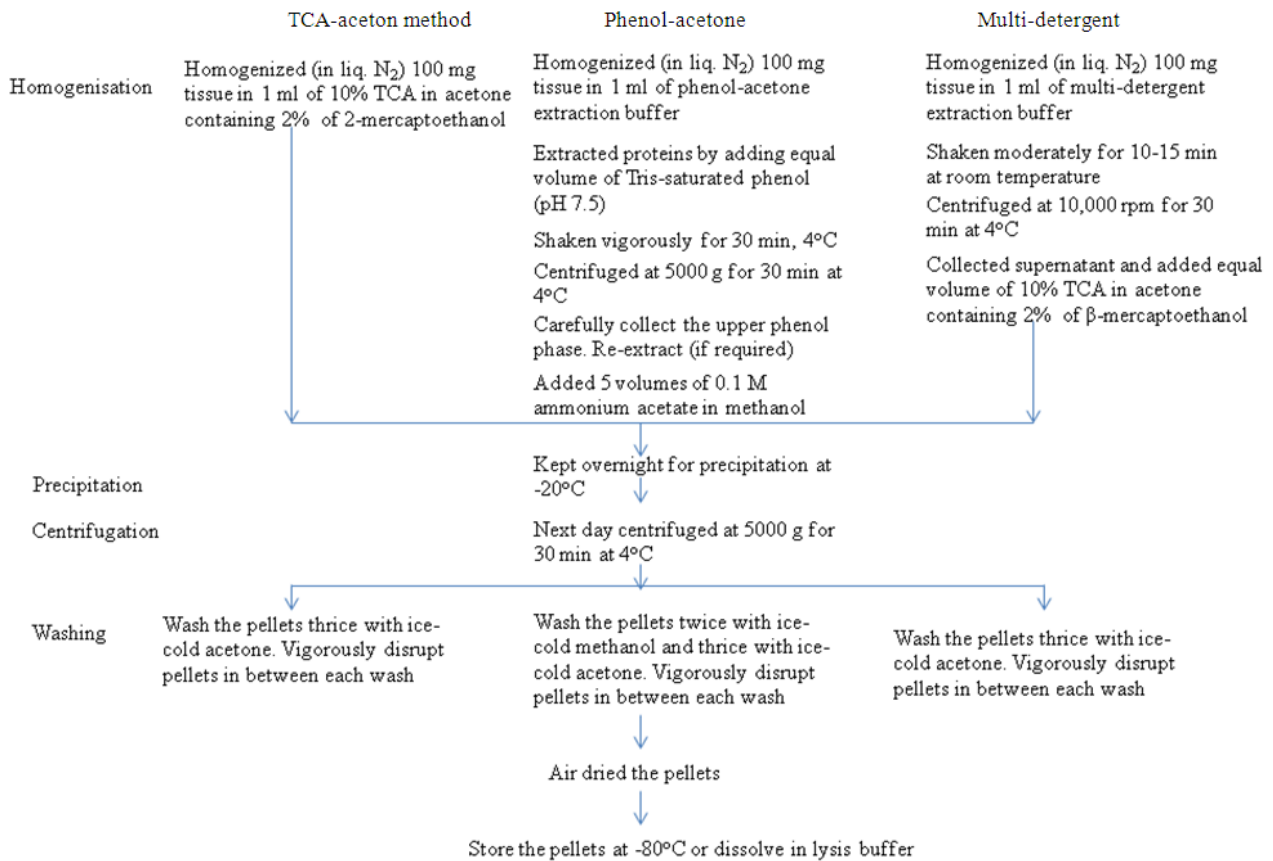 TCA-aceton method
Phenol-acetone
Multi-detergent
Homogenisation
Homogenized (in liq. N₂) 100 mg
tissue in 1 ml of 10% TCA in acetone
containing 2% of 2-mercaptoethanol
Homogenized (in liq. N₂) 100 mg
tissue in 1 ml of phenol-acetone
extraction buffer
Extracted proteins by adding equal
volume of Tris-saturated phenol
(pH 7.5)
Shaken vigorously for 30 min, 4°C
Centrifuged at 5000 g for 30 min at
4°C
Carefully collect the upper phenol
phase. Re-extract (if required)
Added 5 volumes of 0.1 M
ammonium acetate in methanol
Homogenized (in liq. N₂) 100 mg
tissue in 1 ml of multi-detergent
extraction buffer
Shaken moderately for 10-15 min
at room temperature
Centrifuged at 10,000 rpm for 30
min at 4°C
Collected supernatant and added equal
volume of 10% TCA in acetone
containing 2% of β-mercaptoethanol
Precipitation
Kept overnight for precipitation at
-20°C
Centrifugation
Next day centrifuged at 5000 g for
30 min at 4°C
Washing
Wash the pellets thrice with ice-
cold acetone. Vigorously disrupt
pellets in between each wash
Wash the pellets twice with ice-
cold methanol and thrice with ice-
cold acetone. Vigorously disrupt
pellets in between each wash
Wash the pellets thrice with ice-
cold acetone. Vigorously disrupt
pellets in between each wash
Air dried the pellets
Store the pellets at -80°C or dissolve in lysis buffer